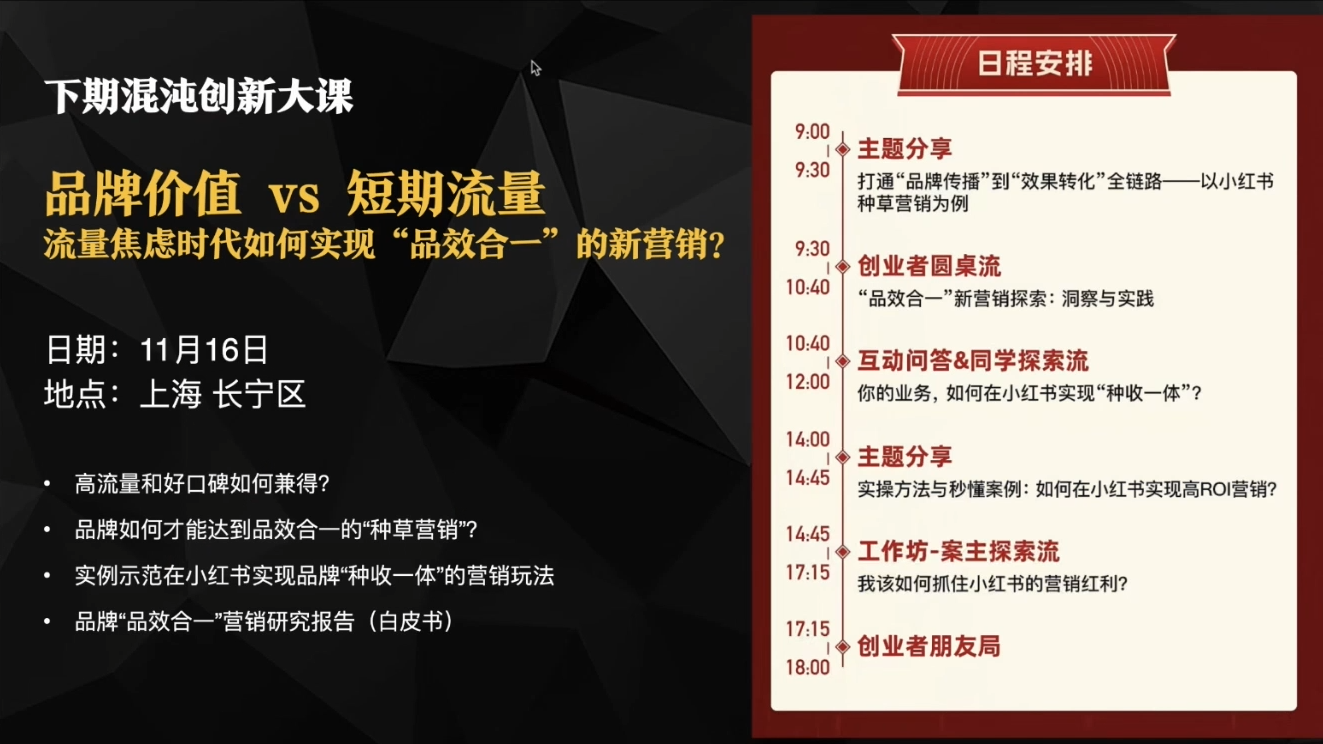 下期混沌创新大课
品牌价值 vs 短期流量
流量焦虑时代如何实现“品效合一”的新营销？
日期：11月16日
地点：上海 长宁区
• 高流量和好口碑如何兼得？
• 品牌如何才能达到品效合一的“种草营销”？
• 实例示范在小红书实现品牌“种收一体”的营销玩法
• 品牌“品效合一”营销研究报告（白皮书）
日程安排
9:00
|
9:30
主题分享
打通“品牌传播”到“效果转化”全链路——以小红书
种草营销为例
9:30
|
10:40
创业者圆桌流
“品效合一”新营销探索：洞察与实践
10:40
|
12:00
互动问答&同学探索流
你的业务，如何在小红书实现“种收一体”？
14:00
|
14:45
主题分享
实操方法与秒懂案例：如何在小红书实现高ROI营销？
14:45
|
17:15
工作坊-案主探索流
我该如何抓住小红书的营销红利？
17:15
|
18:00
创业者朋友局